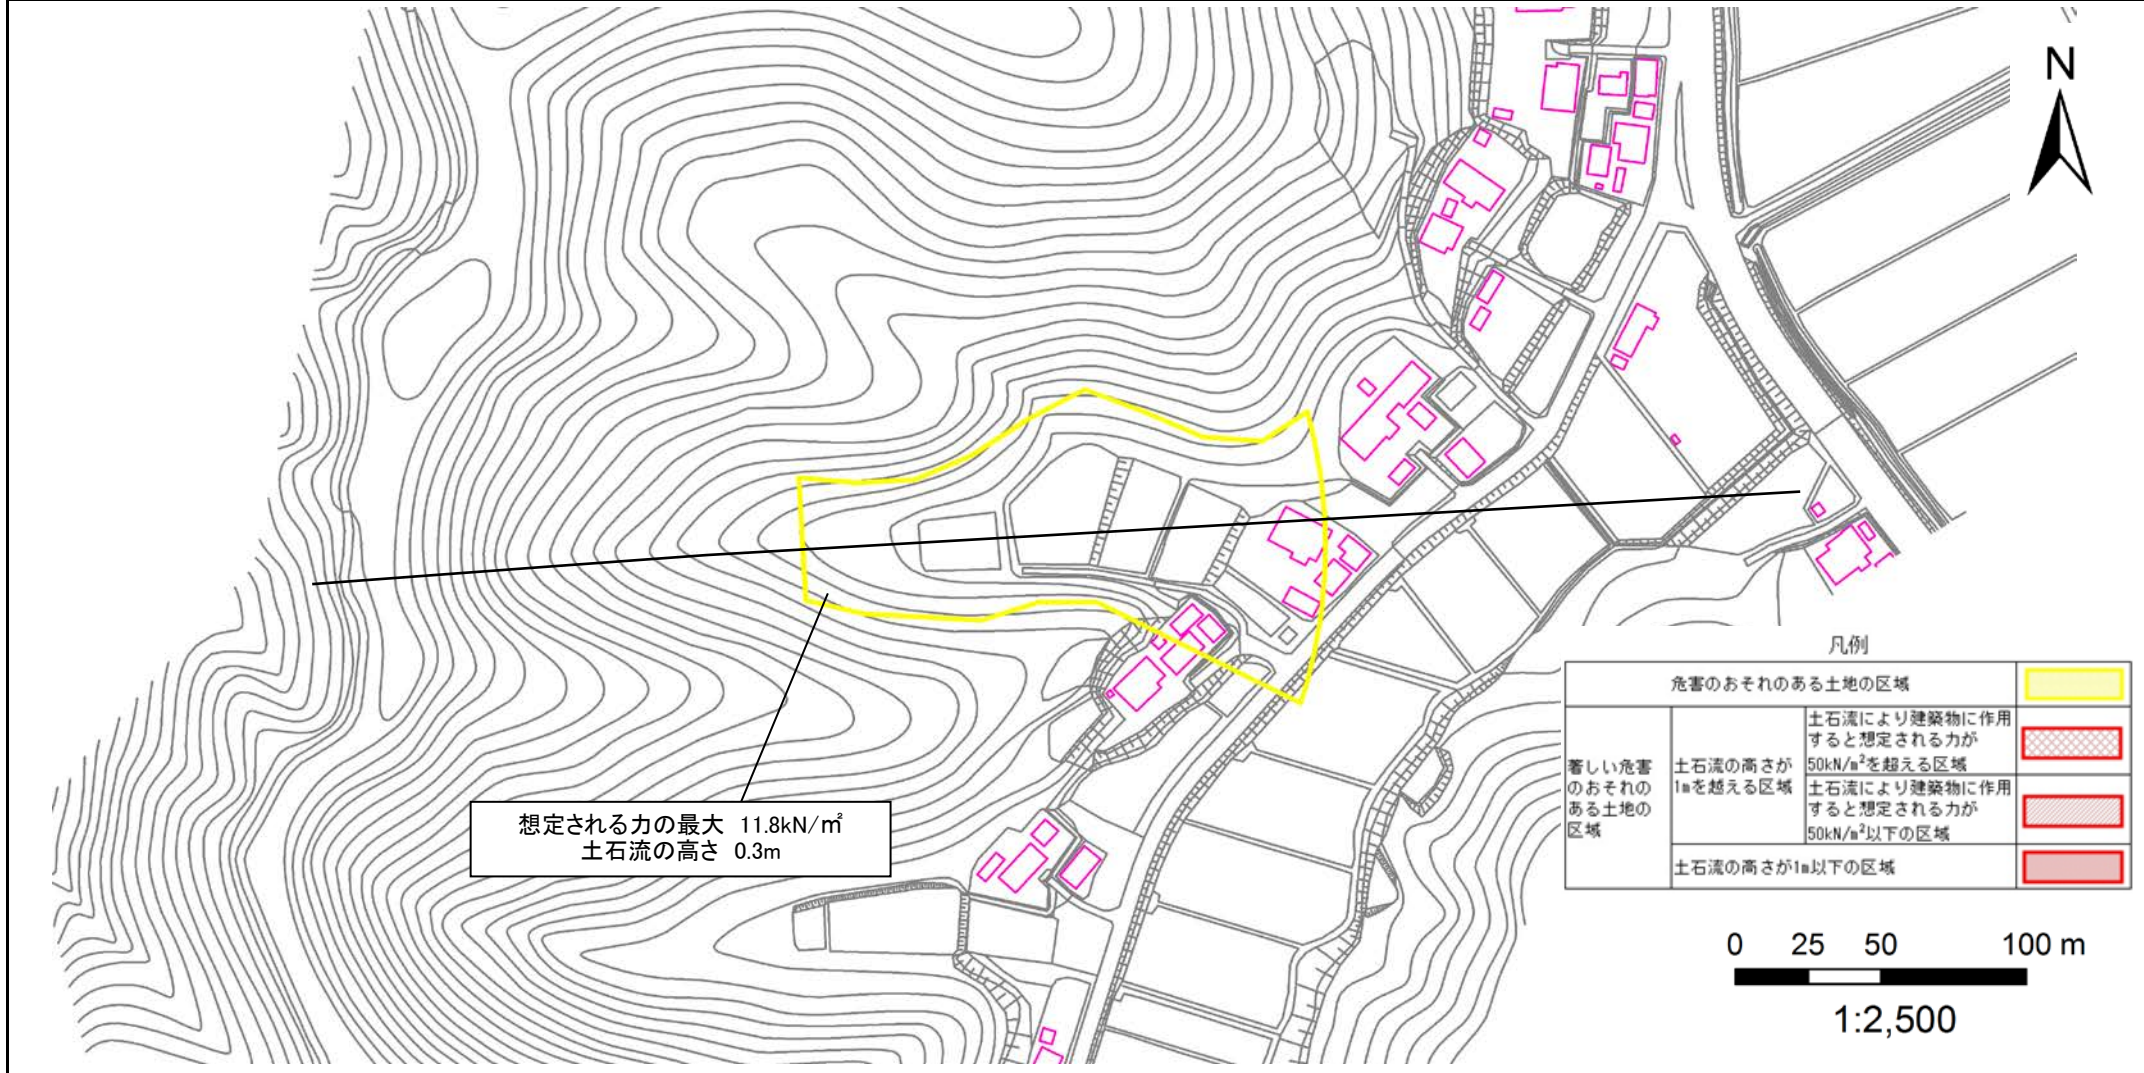 N
想定される力の最大 11.8kN/㎡
土石流の高さ 0.3m
凡例
危害のおそれのある土地の区域
著しい危害
のおそれの
ある土地の
区域
土石流の高さが
1mを越える区域
土石流により建築物に作用
すると想定される力が
50kN/m²を超える区域
土石流により建築物に作用
すると想定される力が
50kN/m²以下の区域
土石流の高さが1m以下の区域
0 25 50 100 m
1:2,500